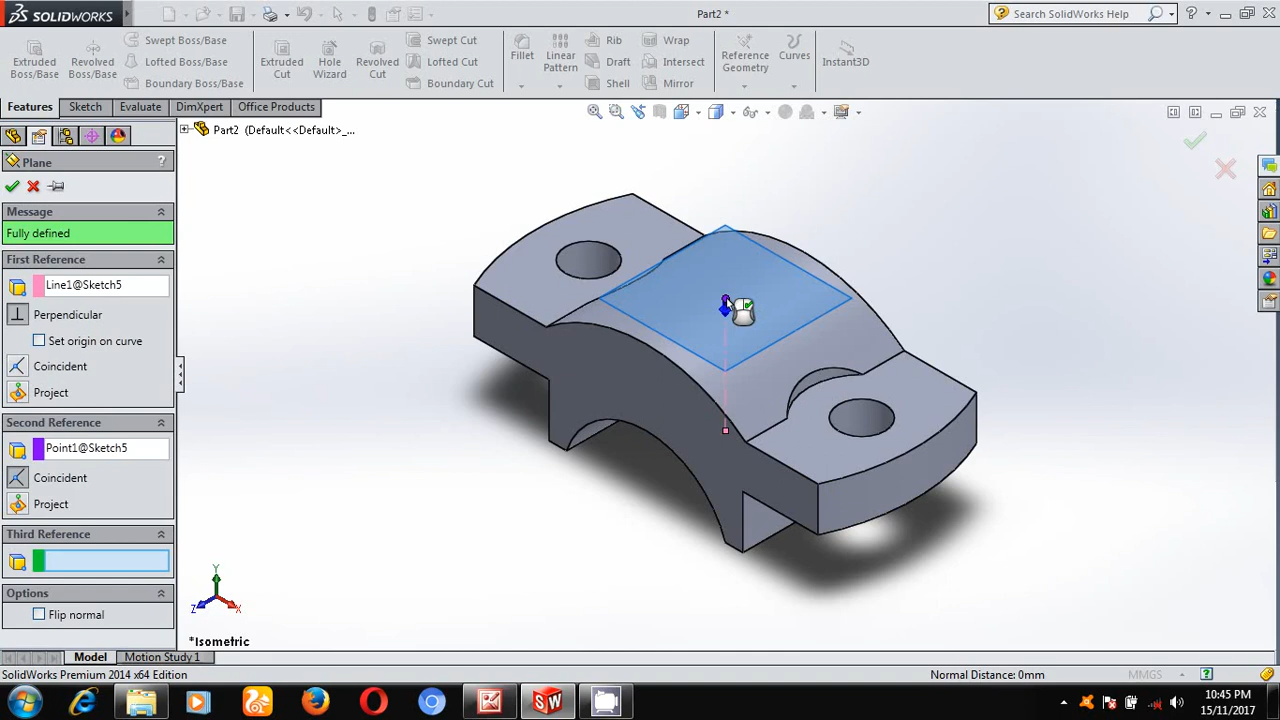 SOLIDWORKS
Part2 *
Search SolidWorks Help
Extruded Boss/Base
Revolved Boss/Base
Swept Boss/Base
Lofted Boss/Base
Boundary Boss/Base
Extruded Cut
Hole Wizard
Revolved Cut
Swept Cut
Lofted Cut
Boundary Cut
Fillet
Linear Pattern
Rib
Draft
Shell
Wrap
Intersect
Mirror
Reference Geometry
Curves
Instant3D
Features
Sketch
Evaluate
DimXpert
Office Products
Part2 (Default<<Default>_...
Plane
?
Message
Fully defined
First Reference
Line1@Sketch5
Perpendicular
Set origin on curve
Coincident
Project
Second Reference
Point1@Sketch5
Coincident
Project
Third Reference
Options
Flip normal
Y
Z
X
*Isometric
Model
Motion Study 1
SolidWorks Premium 2014 x64 Edition
Normal Distance: 0mm
MMGS
?
SW
10:45 PM
15/11/2017